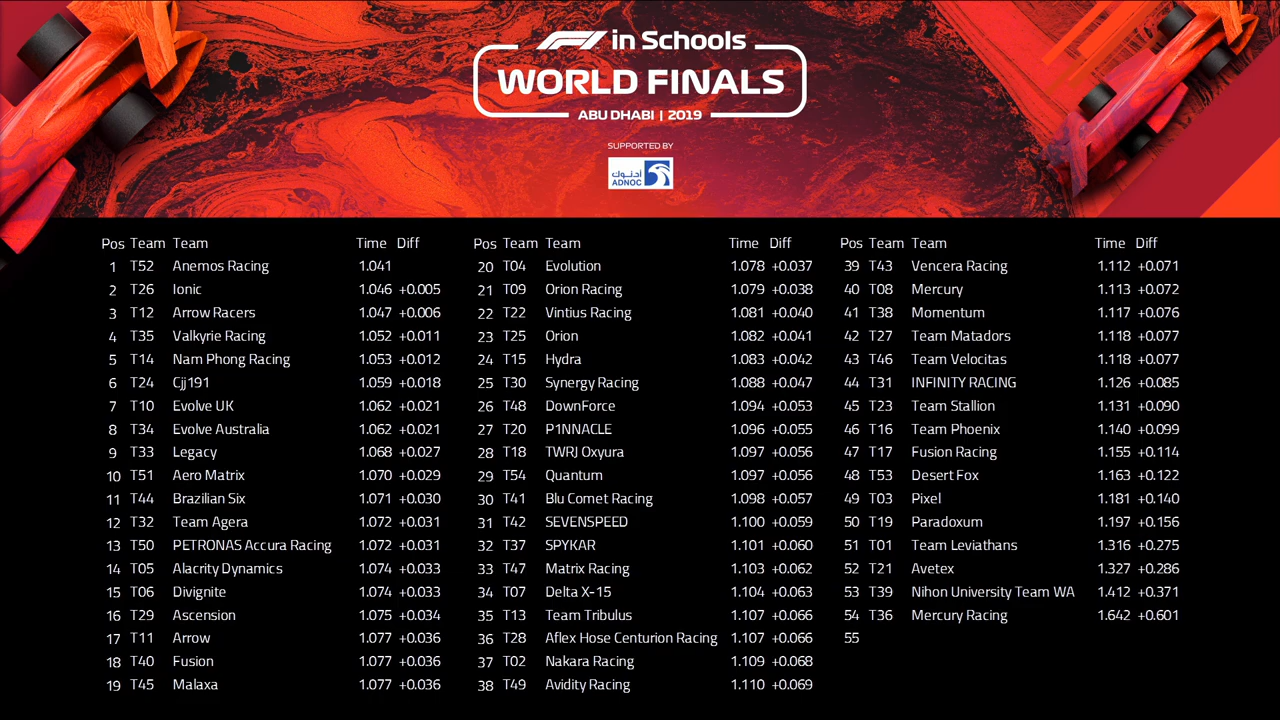 F1 in Schools
WORLD FINALS
ABU DHABI | 2019
SUPPORTED BY
أدنوك
ADNOC
Pos Team Team Time Diff
1 T52 Anemos Racing 1.041
2 T26 Ionic 1.046 +0.005
3 T12 Arrow Racers 1.047 +0.006
4 T35 Valkyrie Racing 1.052 +0.011
5 T14 Nam Phong Racing 1.053 +0.012
6 T24 Cjj191 1.059 +0.018
7 T10 Evolve UK 1.062 +0.021
8 T34 Evolve Australia 1.062 +0.021
9 T33 Legacy 1.068 +0.027
10 T51 Aero Matrix 1.070 +0.029
11 T44 Brazilian Six 1.071 +0.030
12 T32 Team Agera 1.072 +0.031
13 T50 PETRONAS Accura Racing 1.072 +0.031
14 T05 Alacrity Dynamics 1.074 +0.033
15 T06 Divignite 1.074 +0.033
16 T29 Ascension 1.075 +0.034
17 T11 Arrow 1.077 +0.036
18 T40 Fusion 1.077 +0.036
19 T45 Malaxa 1.077 +0.036
Pos Team Team Time Diff
20 T04 Evolution 1.078 +0.037
21 T09 Orion Racing 1.079 +0.038
22 T22 Vintius Racing 1.081 +0.040
23 T25 Orion 1.082 +0.041
24 T15 Hydra 1.083 +0.042
25 T30 Synergy Racing 1.088 +0.047
26 T48 DownForce 1.094 +0.053
27 T20 P1NNACLE 1.096 +0.055
28 T18 TWRJ Oxyura 1.097 +0.056
29 T54 Quantum 1.097 +0.056
30 T41 Blu Comet Racing 1.098 +0.057
31 T42 SEVENSPEED 1.100 +0.059
32 T37 SPYKAR 1.101 +0.060
33 T47 Matrix Racing 1.103 +0.062
34 T07 Delta X-15 1.104 +0.063
35 T13 Team Tribulus 1.107 +0.066
36 T28 Aflex Hose Centurion Racing 1.107 +0.066
37 T02 Nakara Racing 1.109 +0.068
38 T49 Avidity Racing 1.110 +0.069
Pos Team Team Time Diff
39 T43 Vencera Racing 1.112 +0.071
40 T08 Mercury 1.113 +0.072
41 T38 Momentum 1.117 +0.076
42 T27 Team Matadors 1.118 +0.077
43 T46 Team Velocitas 1.118 +0.077
44 T31 INFINITY RACING 1.126 +0.085
45 T23 Team Stallion 1.131 +0.090
46 T16 Team Phoenix 1.140 +0.099
47 T17 Fusion Racing 1.155 +0.114
48 T53 Desert Fox 1.163 +0.122
49 T03 Pixel 1.181 +0.140
50 T19 Paradoxum 1.197 +0.156
51 T01 Team Leviathans 1.316 +0.275
52 T21 Avetex 1.327 +0.286
53 T39 Nihon University Team WA 1.412 +0.371
54 T36 Mercury Racing 1.642 +0.601
55